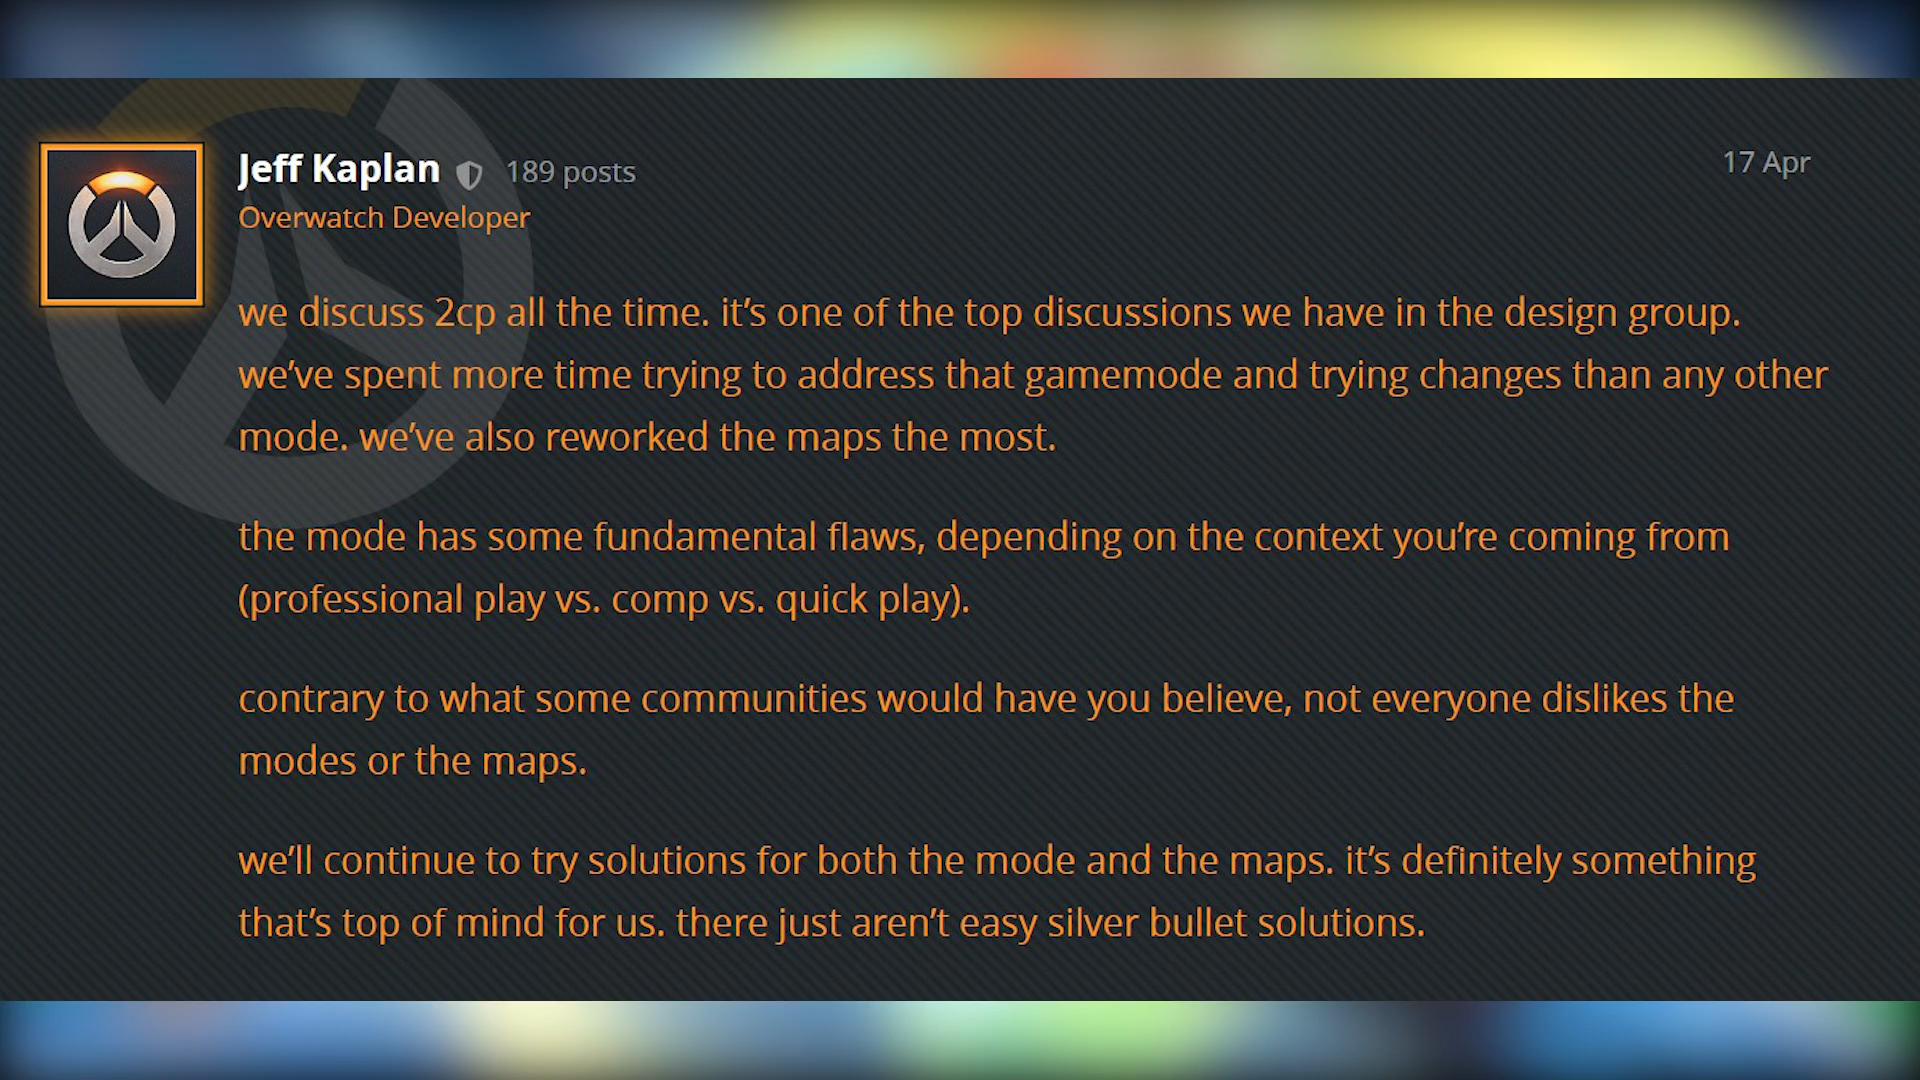 Jeff Kaplan 189 posts 17 Apr
Overwatch Developer
we discuss 2cp all the time. it’s one of the top discussions we have in the design group.
we’ve spent more time trying to address that gamemode and trying changes than any other
mode. we’ve also reworked the maps the most.
the mode has some fundamental flaws, depending on the context you’re coming from
(professional play vs. comp vs. quick play).
contrary to what some communities would have you believe, not everyone dislikes the
modes or the maps.
we’ll continue to try solutions for both the mode and the maps. it’s definitely something
that’s top of mind for us. there just aren’t easy silver bullet solutions.